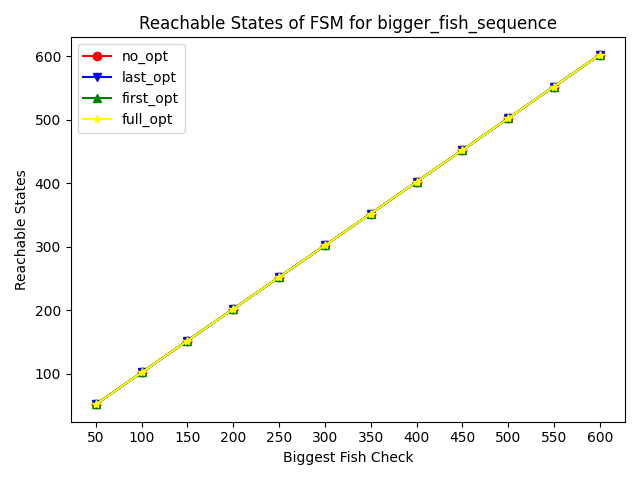 Reachable States of FSM for bigger_fish_sequence
no_opt
last_opt
first_opt
full_opt
Reachable States
600
500
400
300
200
100
50 100 150 200 250 300 350 400 450 500 550 600
Biggest Fish Check